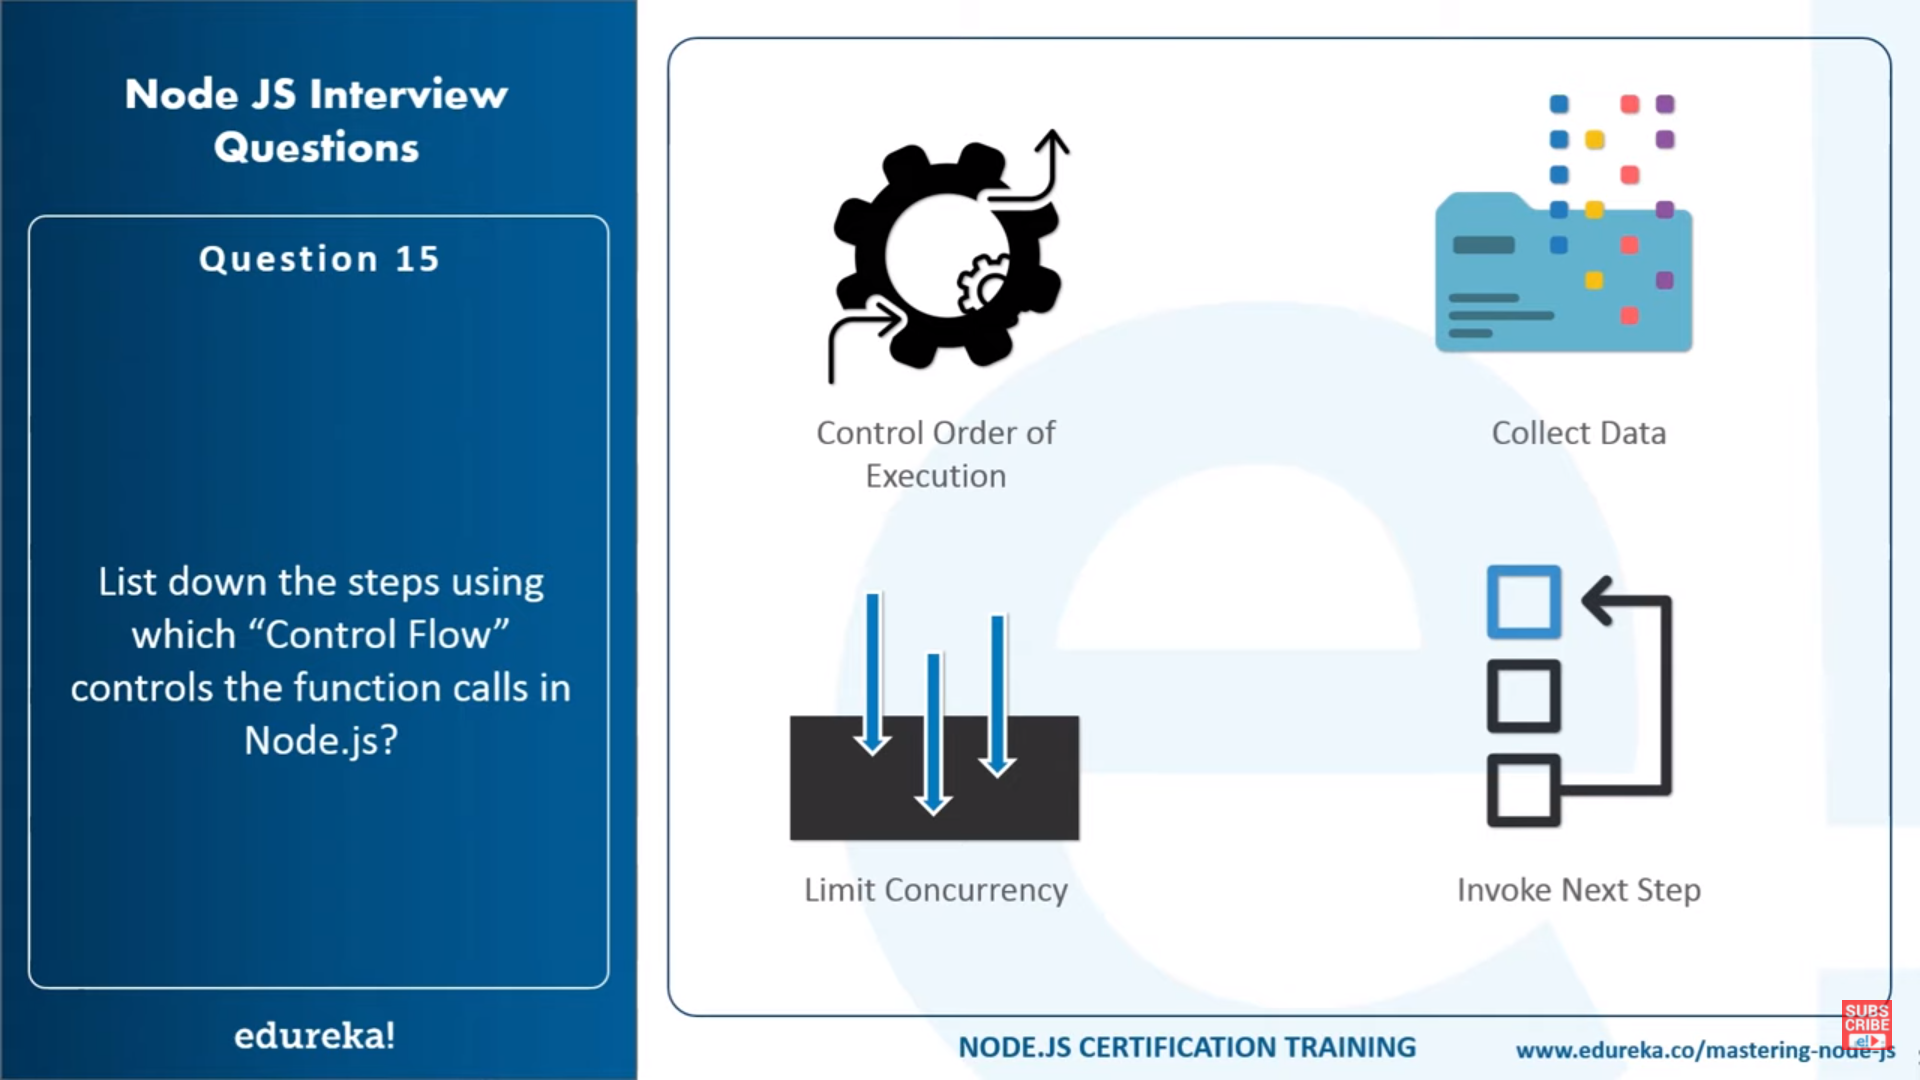 Node JS Interview
Questions
Question 15
List down the steps using
which “Control Flow”
controls the function calls in
Node.js?
edureka!
Control Order of
Execution
Collect Data
Limit Concurrency
Invoke Next Step
NODE.JS CERTIFICATION TRAINING
www.edureka.co/mastering-node-js
SUBS
CRIBE
e!